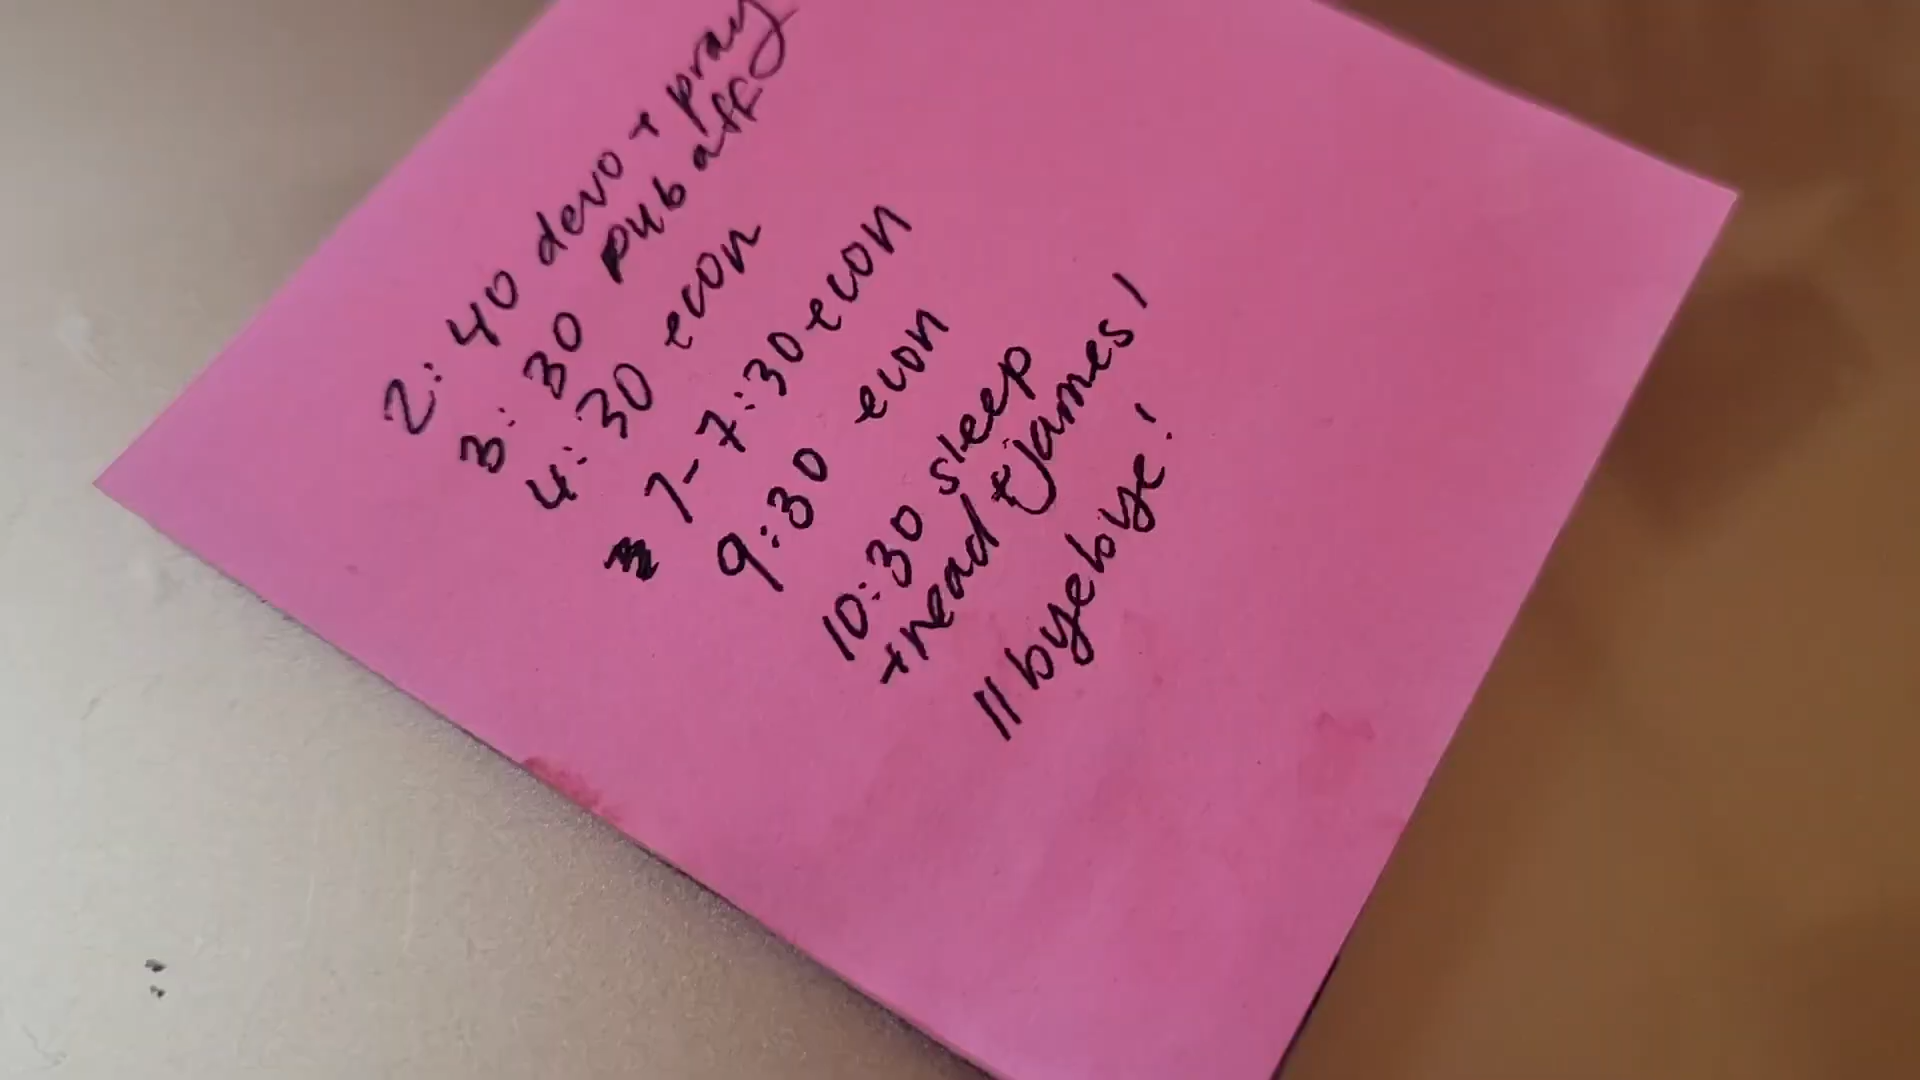 2:40 devo + pray
3:30 pub aff
4:30 econ
7-7:30 econ
9:30 econ
10:30 sleep
+read James 1
11 byebye!